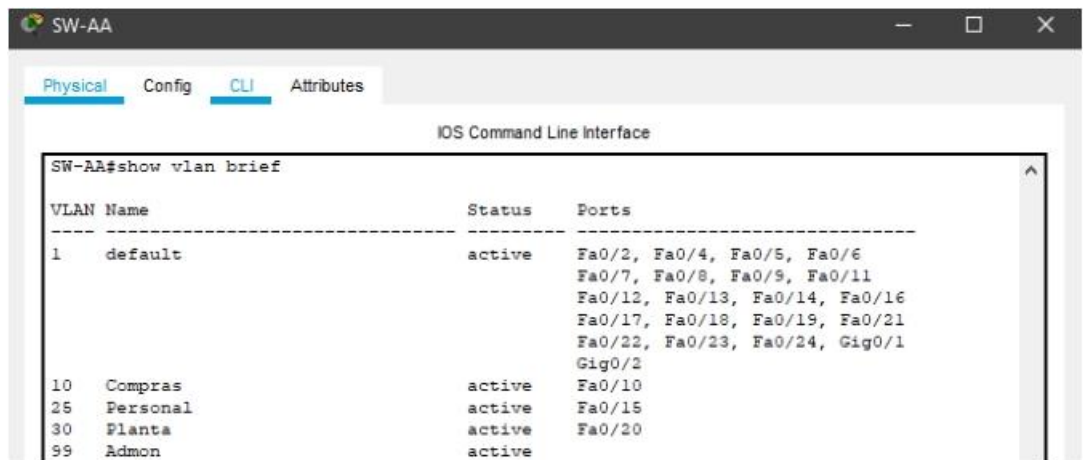 SW-AA
Physical Config CLI Attributes
IOS Command Line Interface
SW-AA#show vlan brief
VLAN Name Status Ports
---- -------------------------------- --------- -------------------------------
1 default active Fa0/2, Fa0/4, Fa0/5, Fa0/6
Fa0/7, Fa0/8, Fa0/9, Fa0/11
Fa0/12, Fa0/13, Fa0/14, Fa0/16
Fa0/17, Fa0/18, Fa0/19, Fa0/21
Fa0/22, Fa0/23, Fa0/24, Gig0/1
Gig0/2
10 Compras active Fa0/10
25 Personal active Fa0/15
30 Planta active Fa0/20
99 Admon active